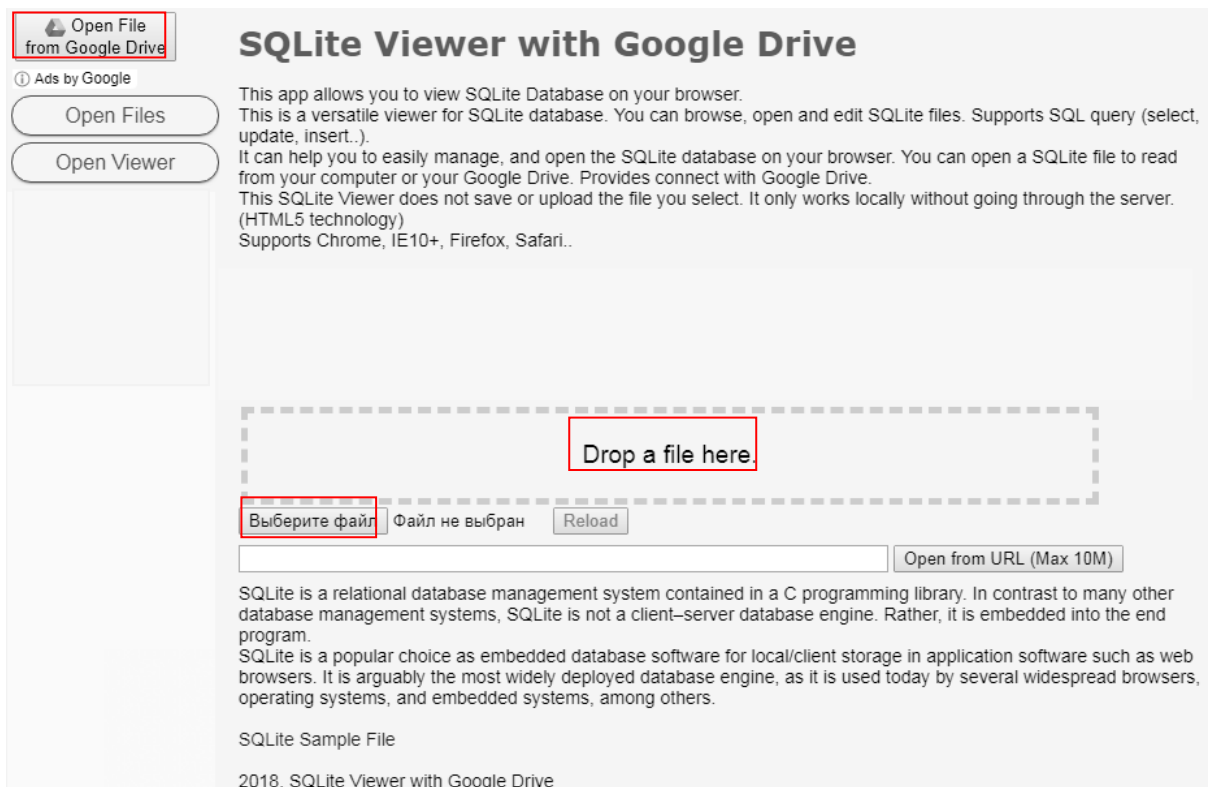 Open File
from Google Drive
Ads by Google
Open Files
Open Viewer
SQLite Viewer with Google Drive
This app allows you to view SQLite Database on your browser.
This is a versatile viewer for SQLite database. You can browse, open and edit SQLite files. Supports SQL query (select,
update, insert..).
It can help you to easily manage, and open the SQLite database on your browser. You can open a SQLite file to read
from your computer or your Google Drive. Provides connect with Google Drive.
This SQLite Viewer does not save or upload the file you select. It only works locally without going through the server.
(HTML5 technology)
Supports Chrome, IE10+, Firefox, Safari..
Drop a file here.
Выберите файл Файл не выбран Reload
Open from URL (Max 10M)
SQLite is a relational database management system contained in a C programming library. In contrast to many other
database management systems, SQLite is not a client–server database engine. Rather, it is embedded into the end
program.
SQLite is a popular choice as embedded database software for local/client storage in application software such as web
browsers. It is arguably the most widely deployed database engine, as it is used today by several widespread browsers,
operating systems, and embedded systems, among others.
SQLite Sample File
2018. SQLite Viewer with Google Drive